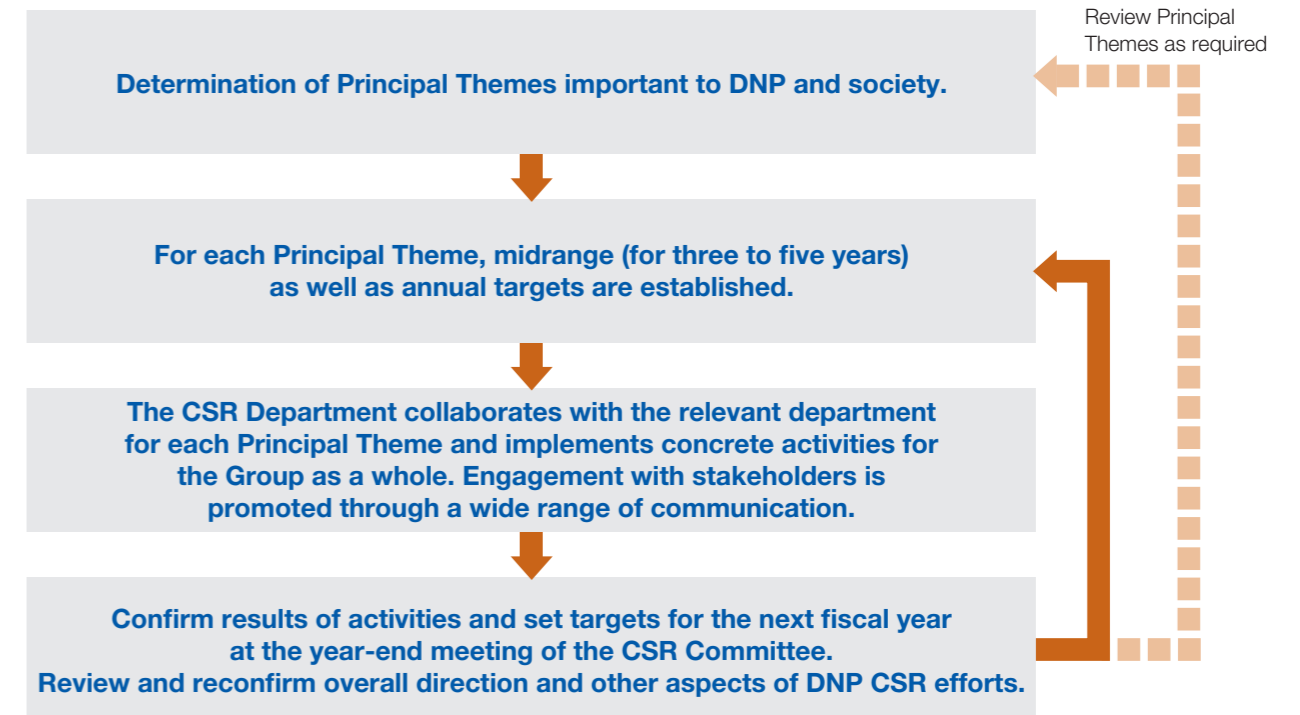 Review Principal
Themes as required
Determination of Principal Themes important to DNP and society.
For each Principal Theme, midrange (for three to five years)
as well as annual targets are established.
The CSR Department collaborates with the relevant department
for each Principal Theme and implements concrete activities for
the Group as a whole. Engagement with stakeholders is
promoted through a wide range of communication.
Confirm results of activities and set targets for the next fiscal year
at the year-end meeting of the CSR Committee.
Review and reconfirm overall direction and other aspects of DNP CSR efforts.